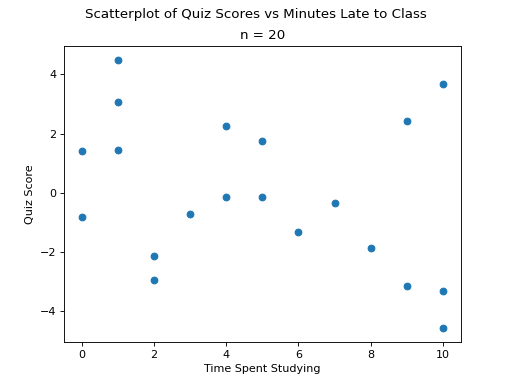 Scatterplot of Quiz Scores vs Minutes Late to Class
n = 20
4
2
0
−2
−4
Quiz Score
0 2 4 6 8 10
Time Spent Studying